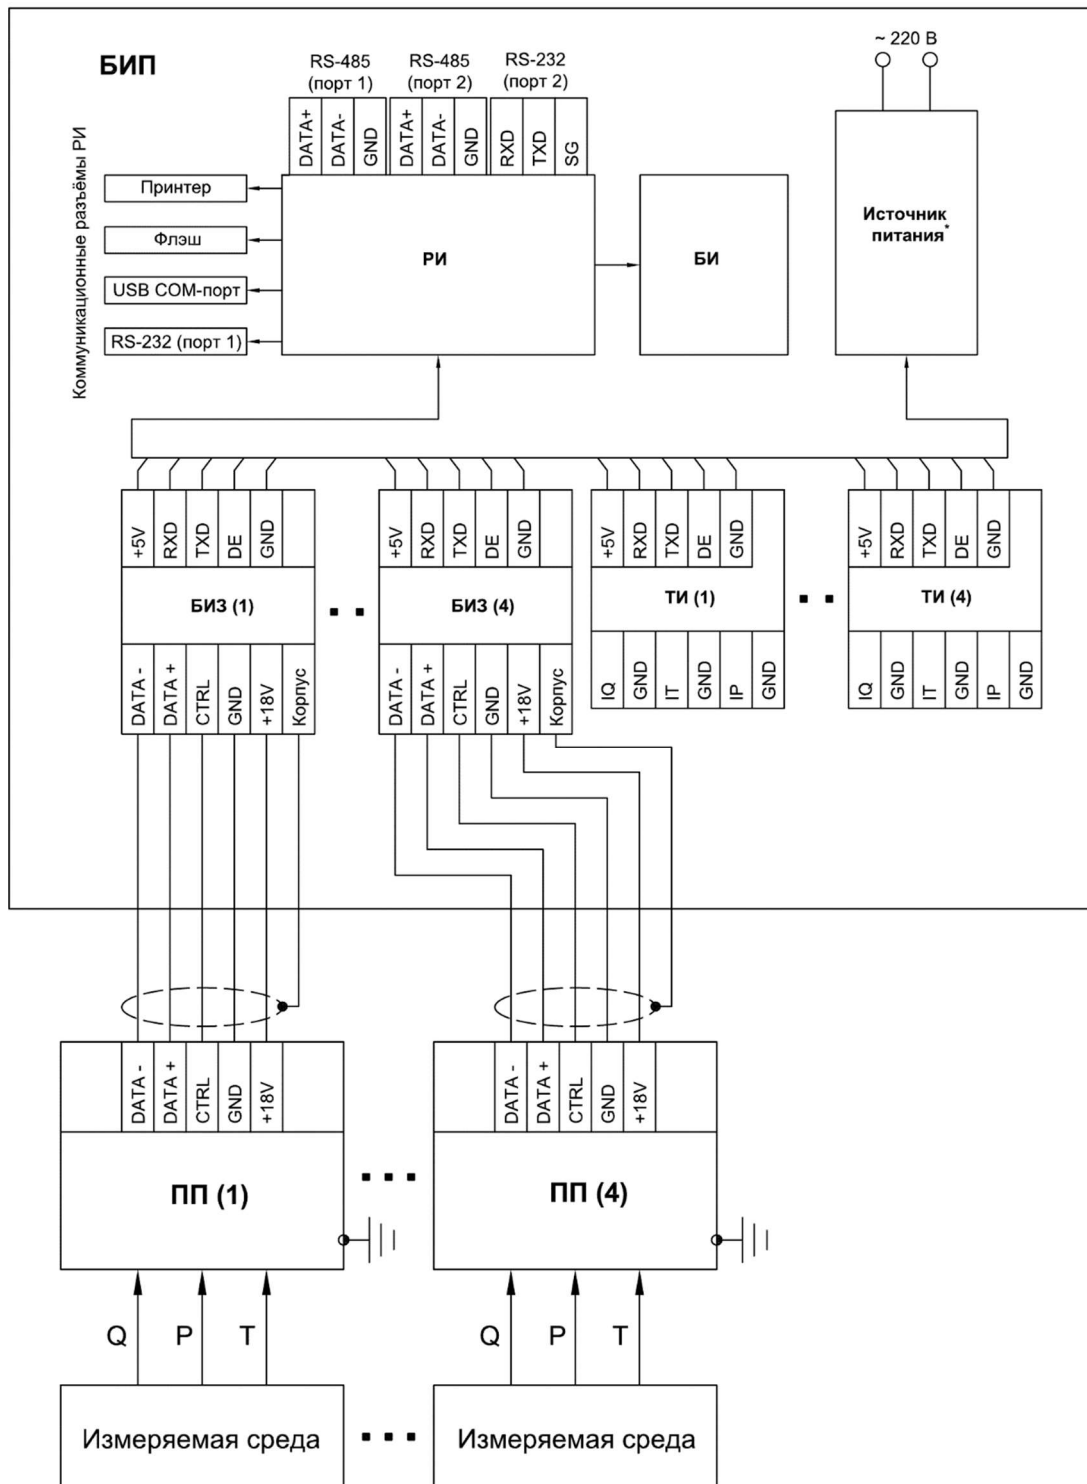 ~ 220 В
БИП
RS-485 (порт 1)
RS-485 (порт 2)
RS-232 (порт 2)
DATA+
DATA-
GND
DATA+
DATA-
GND
RXD
TXD
SG
Коммуникационные разъёмы РИ
Принтер
Флэш
USB COM-порт
RS-232 (порт 1)
РИ
БИ
Источник
питания*
+5V
RXD
TXD
DE
GND
+5V
RXD
TXD
DE
GND
+5V
RXD
TXD
DE
GND
+5V
RXD
TXD
DE
GND
БИЗ (1)
БИЗ (4)
ТИ (1)
ТИ (4)
DATA -
DATA +
CTRL
GND
+18V
Корпус
DATA -
DATA +
CTRL
GND
+18V
Корпус
IQ
GND
IT
GND
IP
GND
IQ
GND
IT
GND
IP
GND
DATA -
DATA +
CTRL
GND
+18V
DATA -
DATA +
CTRL
GND
+18V
ПП (1)
ПП (4)
Q
P
T
Q
P
T
Измеряемая среда
Измеряемая среда